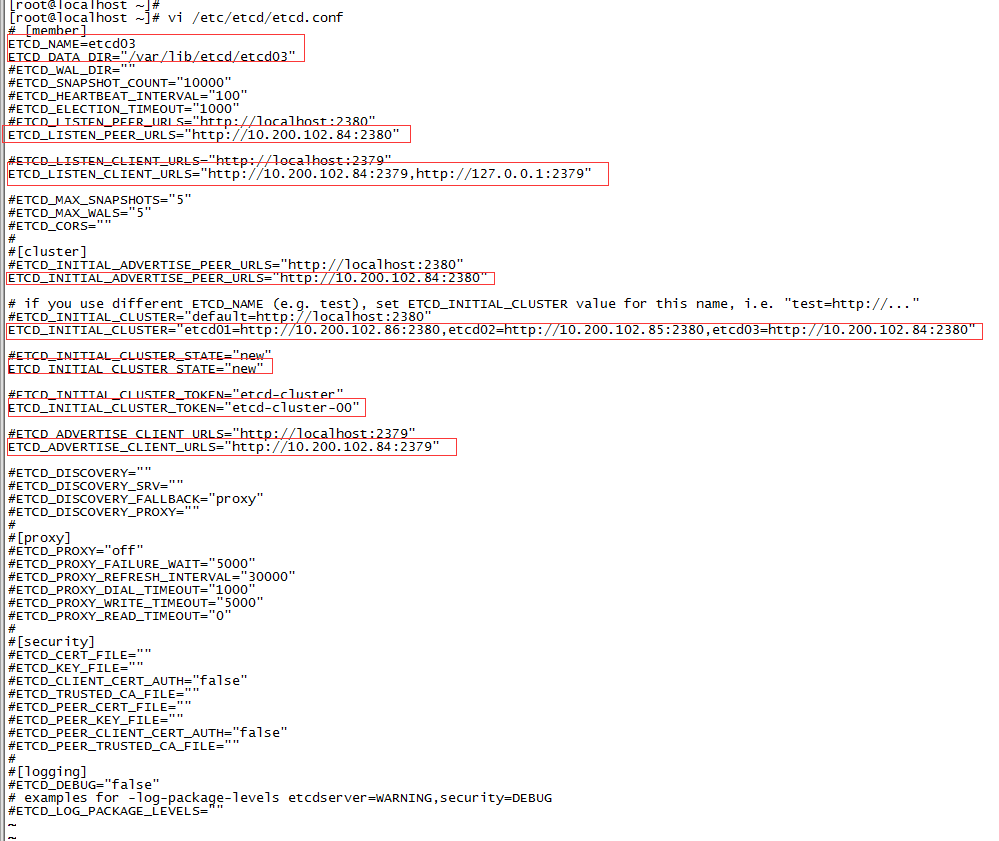 [root@localhost ~]#
[root@localhost ~]# vi /etc/etcd/etcd.conf
# [member]
ETCD_NAME=etcd03
ETCD_DATA_DIR="/var/lib/etcd/etcd03"
#ETCD_WAL_DIR=""
#ETCD_SNAPSHOT_COUNT="10000"
#ETCD_HEARTBEAT_INTERVAL="100"
#ETCD_ELECTION_TIMEOUT="1000"
#ETCD_LISTEN_PEER_URLS="http://localhost:2380"
ETCD_LISTEN_PEER_URLS="http://10.200.102.84:2380"
#ETCD_LISTEN_CLIENT_URLS="http://localhost:2379"
ETCD_LISTEN_CLIENT_URLS="http://10.200.102.84:2379,http://127.0.0.1:2379"
#ETCD_MAX_SNAPSHOTS="5"
#ETCD_MAX_WALS="5"
#ETCD_CORS=""
#
#[cluster]
#ETCD_INITIAL_ADVERTISE_PEER_URLS="http://localhost:2380"
ETCD_INITIAL_ADVERTISE_PEER_URLS="http://10.200.102.84:2380"
# if you use different ETCD_NAME (e.g. test), set ETCD_INITIAL_CLUSTER value for this name, i.e. "test=http://..."
#ETCD_INITIAL_CLUSTER="default=http://localhost:2380"
ETCD_INITIAL_CLUSTER="etcd01=http://10.200.102.86:2380,etcd02=http://10.200.102.85:2380,etcd03=http://10.200.102.84:2380"
#ETCD_INITIAL_CLUSTER_STATE="new"
ETCD_INITIAL_CLUSTER_STATE="new"
#ETCD_INITIAL_CLUSTER_TOKEN="etcd-cluster"
ETCD_INITIAL_CLUSTER_TOKEN="etcd-cluster-00"
#ETCD_ADVERTISE_CLIENT_URLS="http://localhost:2379"
ETCD_ADVERTISE_CLIENT_URLS="http://10.200.102.84:2379"
#ETCD_DISCOVERY=""
#ETCD_DISCOVERY_SRV=""
#ETCD_DISCOVERY_FALLBACK="proxy"
#ETCD_DISCOVERY_PROXY=""
#
#[proxy]
#ETCD_PROXY="off"
#ETCD_PROXY_FAILURE_WAIT="5000"
#ETCD_PROXY_REFRESH_INTERVAL="30000"
#ETCD_PROXY_DIAL_TIMEOUT="1000"
#ETCD_PROXY_WRITE_TIMEOUT="5000"
#ETCD_PROXY_READ_TIMEOUT="0"
#
#[security]
#ETCD_CERT_FILE=""
#ETCD_KEY_FILE=""
#ETCD_CLIENT_CERT_AUTH="false"
#ETCD_TRUSTED_CA_FILE=""
#ETCD_PEER_CERT_FILE=""
#ETCD_PEER_KEY_FILE=""
#ETCD_PEER_CLIENT_CERT_AUTH="false"
#ETCD_PEER_TRUSTED_CA_FILE=""
#
#[logging]
#ETCD_DEBUG="false"
# examples for -log-package-levels etcdserver=WARNING,security=DEBUG
#ETCD_LOG_PACKAGE_LEVELS=""
~
~